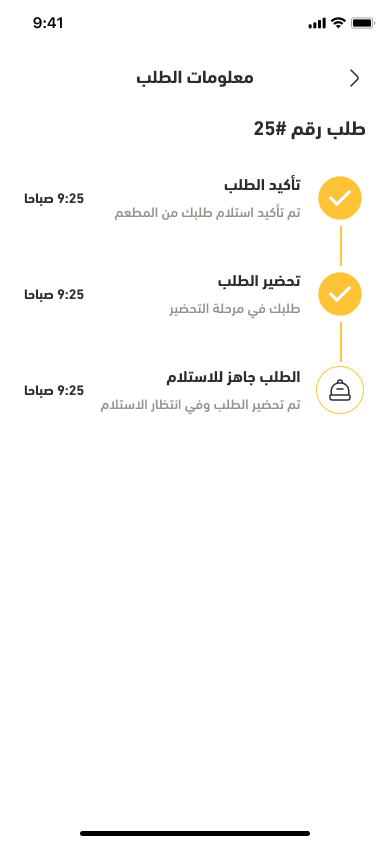 9:41
معلومات الطلب
طلب رقم #25
تأكيد الطلب
تم تأكيد استلام طلبك من المطعم
9:25 صباحا
تحضير الطلب
طلبك في مرحلة التحضير
9:25 صباحا
الطلب جاهز للاستلام
تم تحضير الطلب وفي انتظار الاستلام
9:25 صباحا